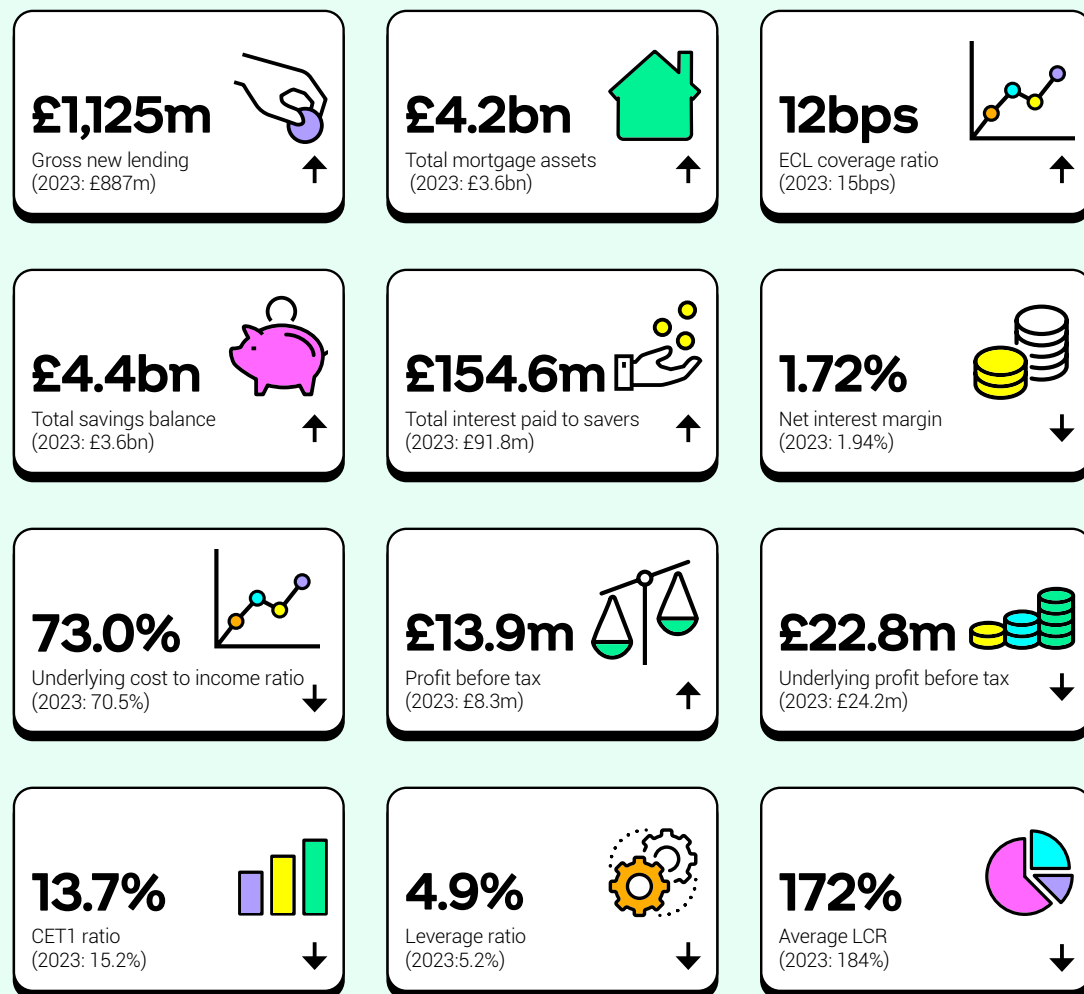 £1,125m
Gross new lending
(2023: £887m)
£4.2bn
Total mortgage assets
(2023: £3.6bn)
12bps
ECL coverage ratio
(2023: 15bps)
£4.4bn
Total savings balance
(2023: £3.6bn)
£154.6m
Total interest paid to savers
(2023: £91.8m)
1.72%
Net interest margin
(2023: 1.94%)
73.0%
Underlying cost to income ratio
(2023: 70.5%)
£13.9m
Profit before tax
(2023: £8.3m)
£22.8m
Underlying profit before tax
(2023: £24.2m)
13.7%
CET1 ratio
(2023: 15.2%)
4.9%
Leverage ratio
(2023:5.2%)
172%
Average LCR
(2023: 184%)